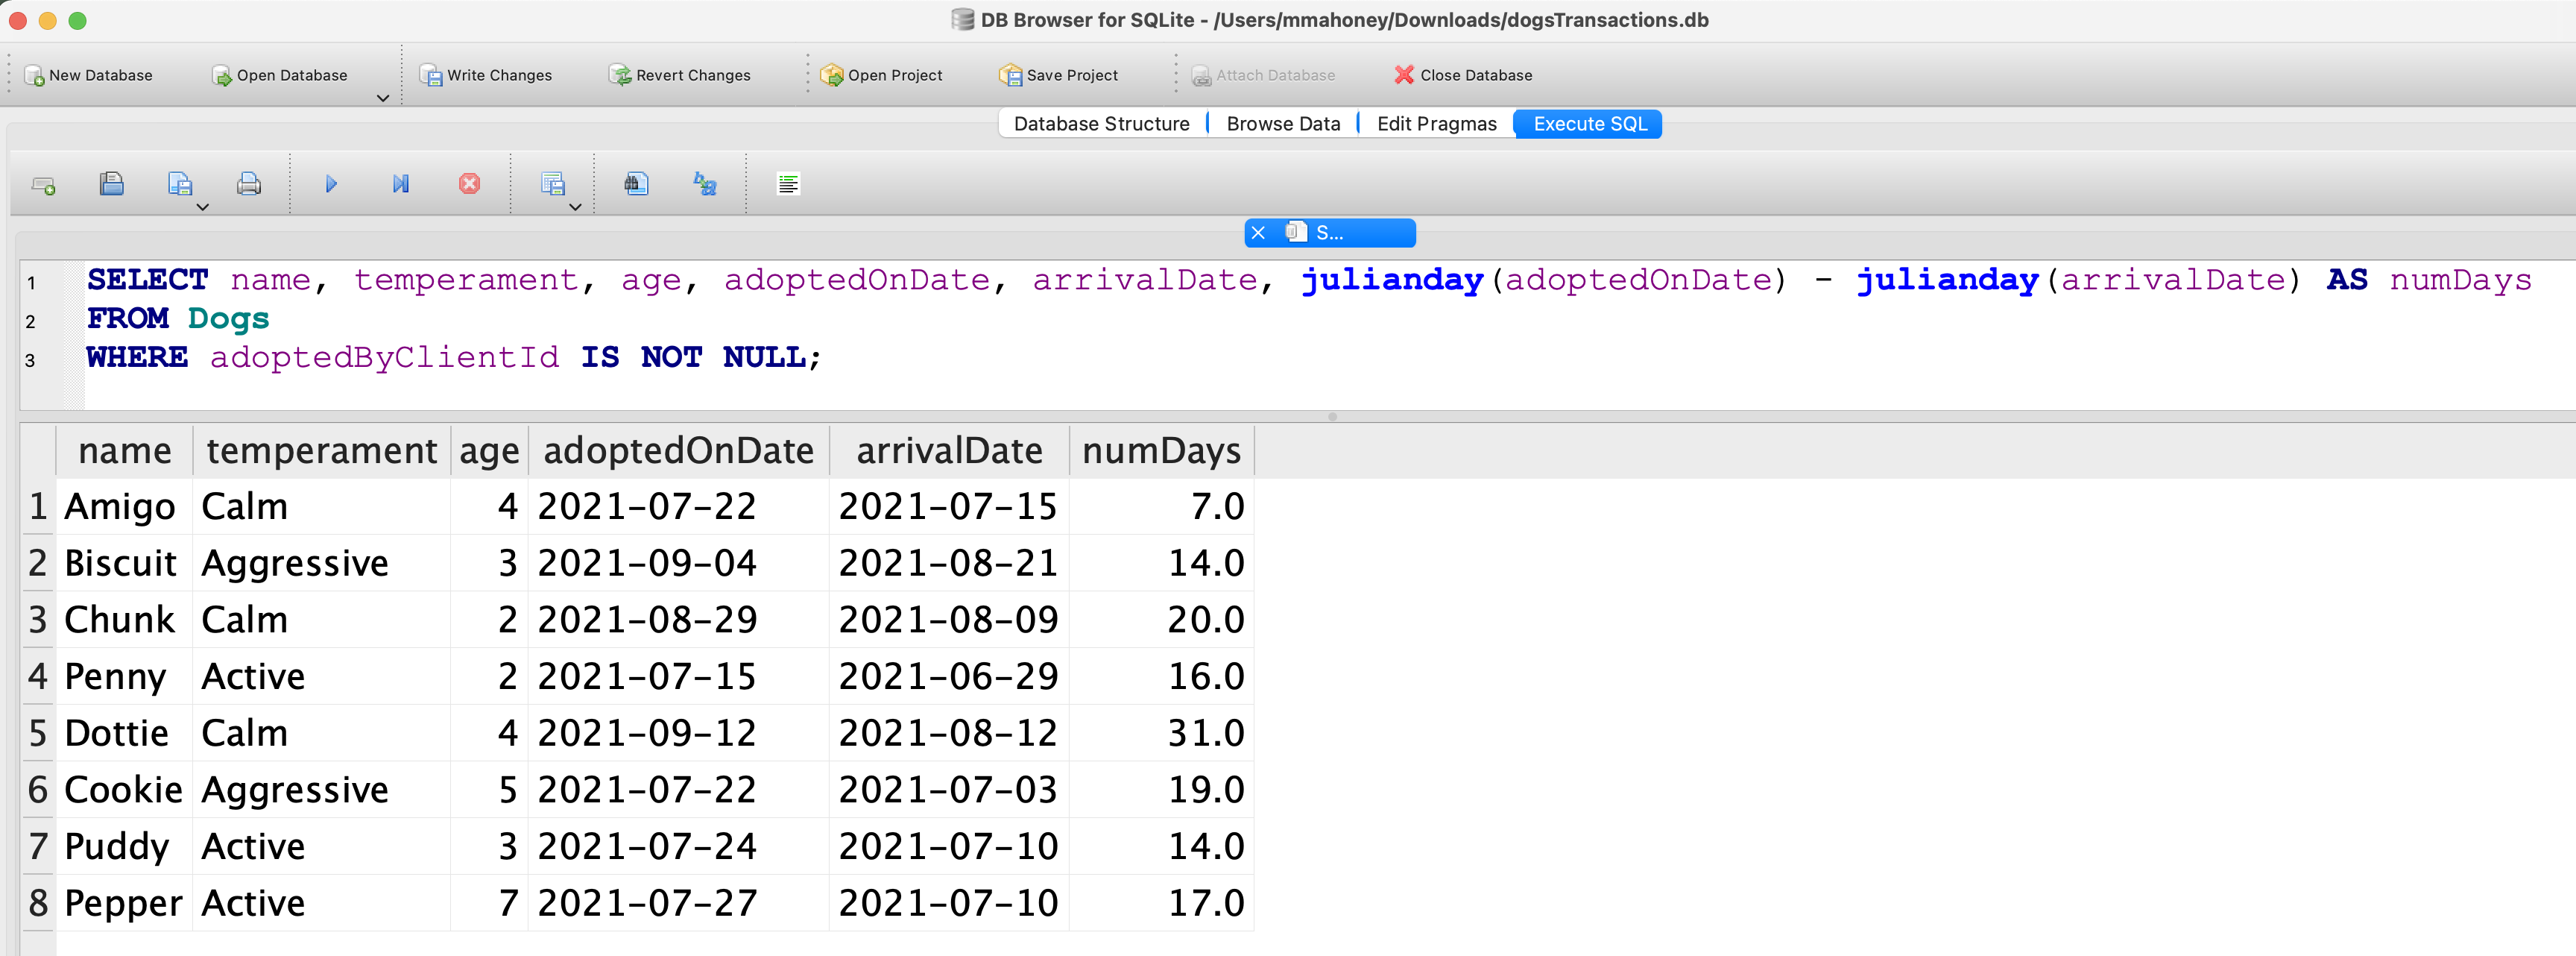 DB Browser for SQLite - /Users/mmahoney/Downloads/dogsTransactions.db
New Database Open Database Write Changes Revert Changes Open Project Save Project Attach Database Close Database
Database Structure Browse Data Edit Pragmas Execute SQL
S...
1 SELECT name, temperament, age, adoptedOnDate, arrivalDate, julianday(adoptedOnDate) - julianday(arrivalDate) AS numDays
2 FROM Dogs
3 WHERE adoptedByClientId IS NOT NULL;
name temperament age adoptedOnDate arrivalDate numDays
1 Amigo Calm 4 2021-07-22 2021-07-15 7.0
2 Biscuit Aggressive 3 2021-09-04 2021-08-21 14.0
3 Chunk Calm 2 2021-08-29 2021-08-09 20.0
4 Penny Active 2 2021-07-15 2021-06-29 16.0
5 Dottie Calm 4 2021-09-12 2021-08-12 31.0
6 Cookie Aggressive 5 2021-07-22 2021-07-03 19.0
7 Puddy Active 3 2021-07-24 2021-07-10 14.0
8 Pepper Active 7 2021-07-27 2021-07-10 17.0